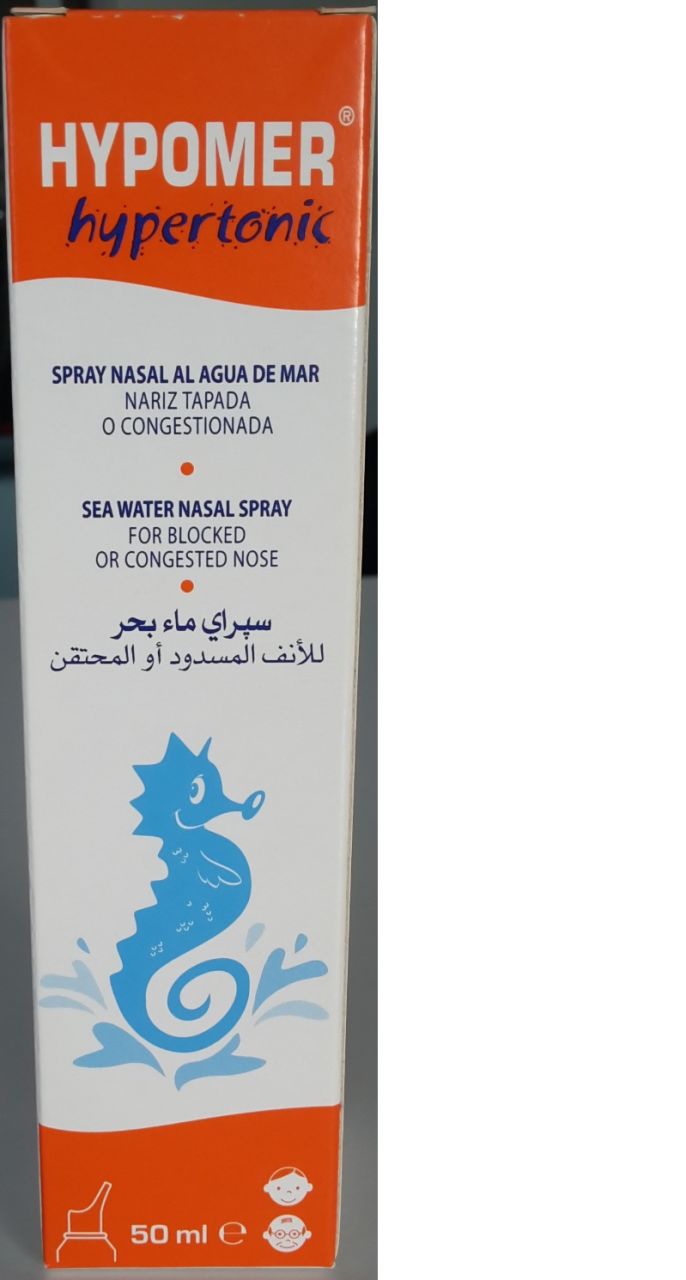 HYPOMER®
hypertonic
SPRAY NASAL AL AGUA DE MAR
NARIZ TAPADA
O CONGESTIONADA
SEA WATER NASAL SPRAY
FOR BLOCKED
OR CONGESTED NOSE
سپراي ماء بحر
للأنف المسدود أو المحتقن
50 ml ℮